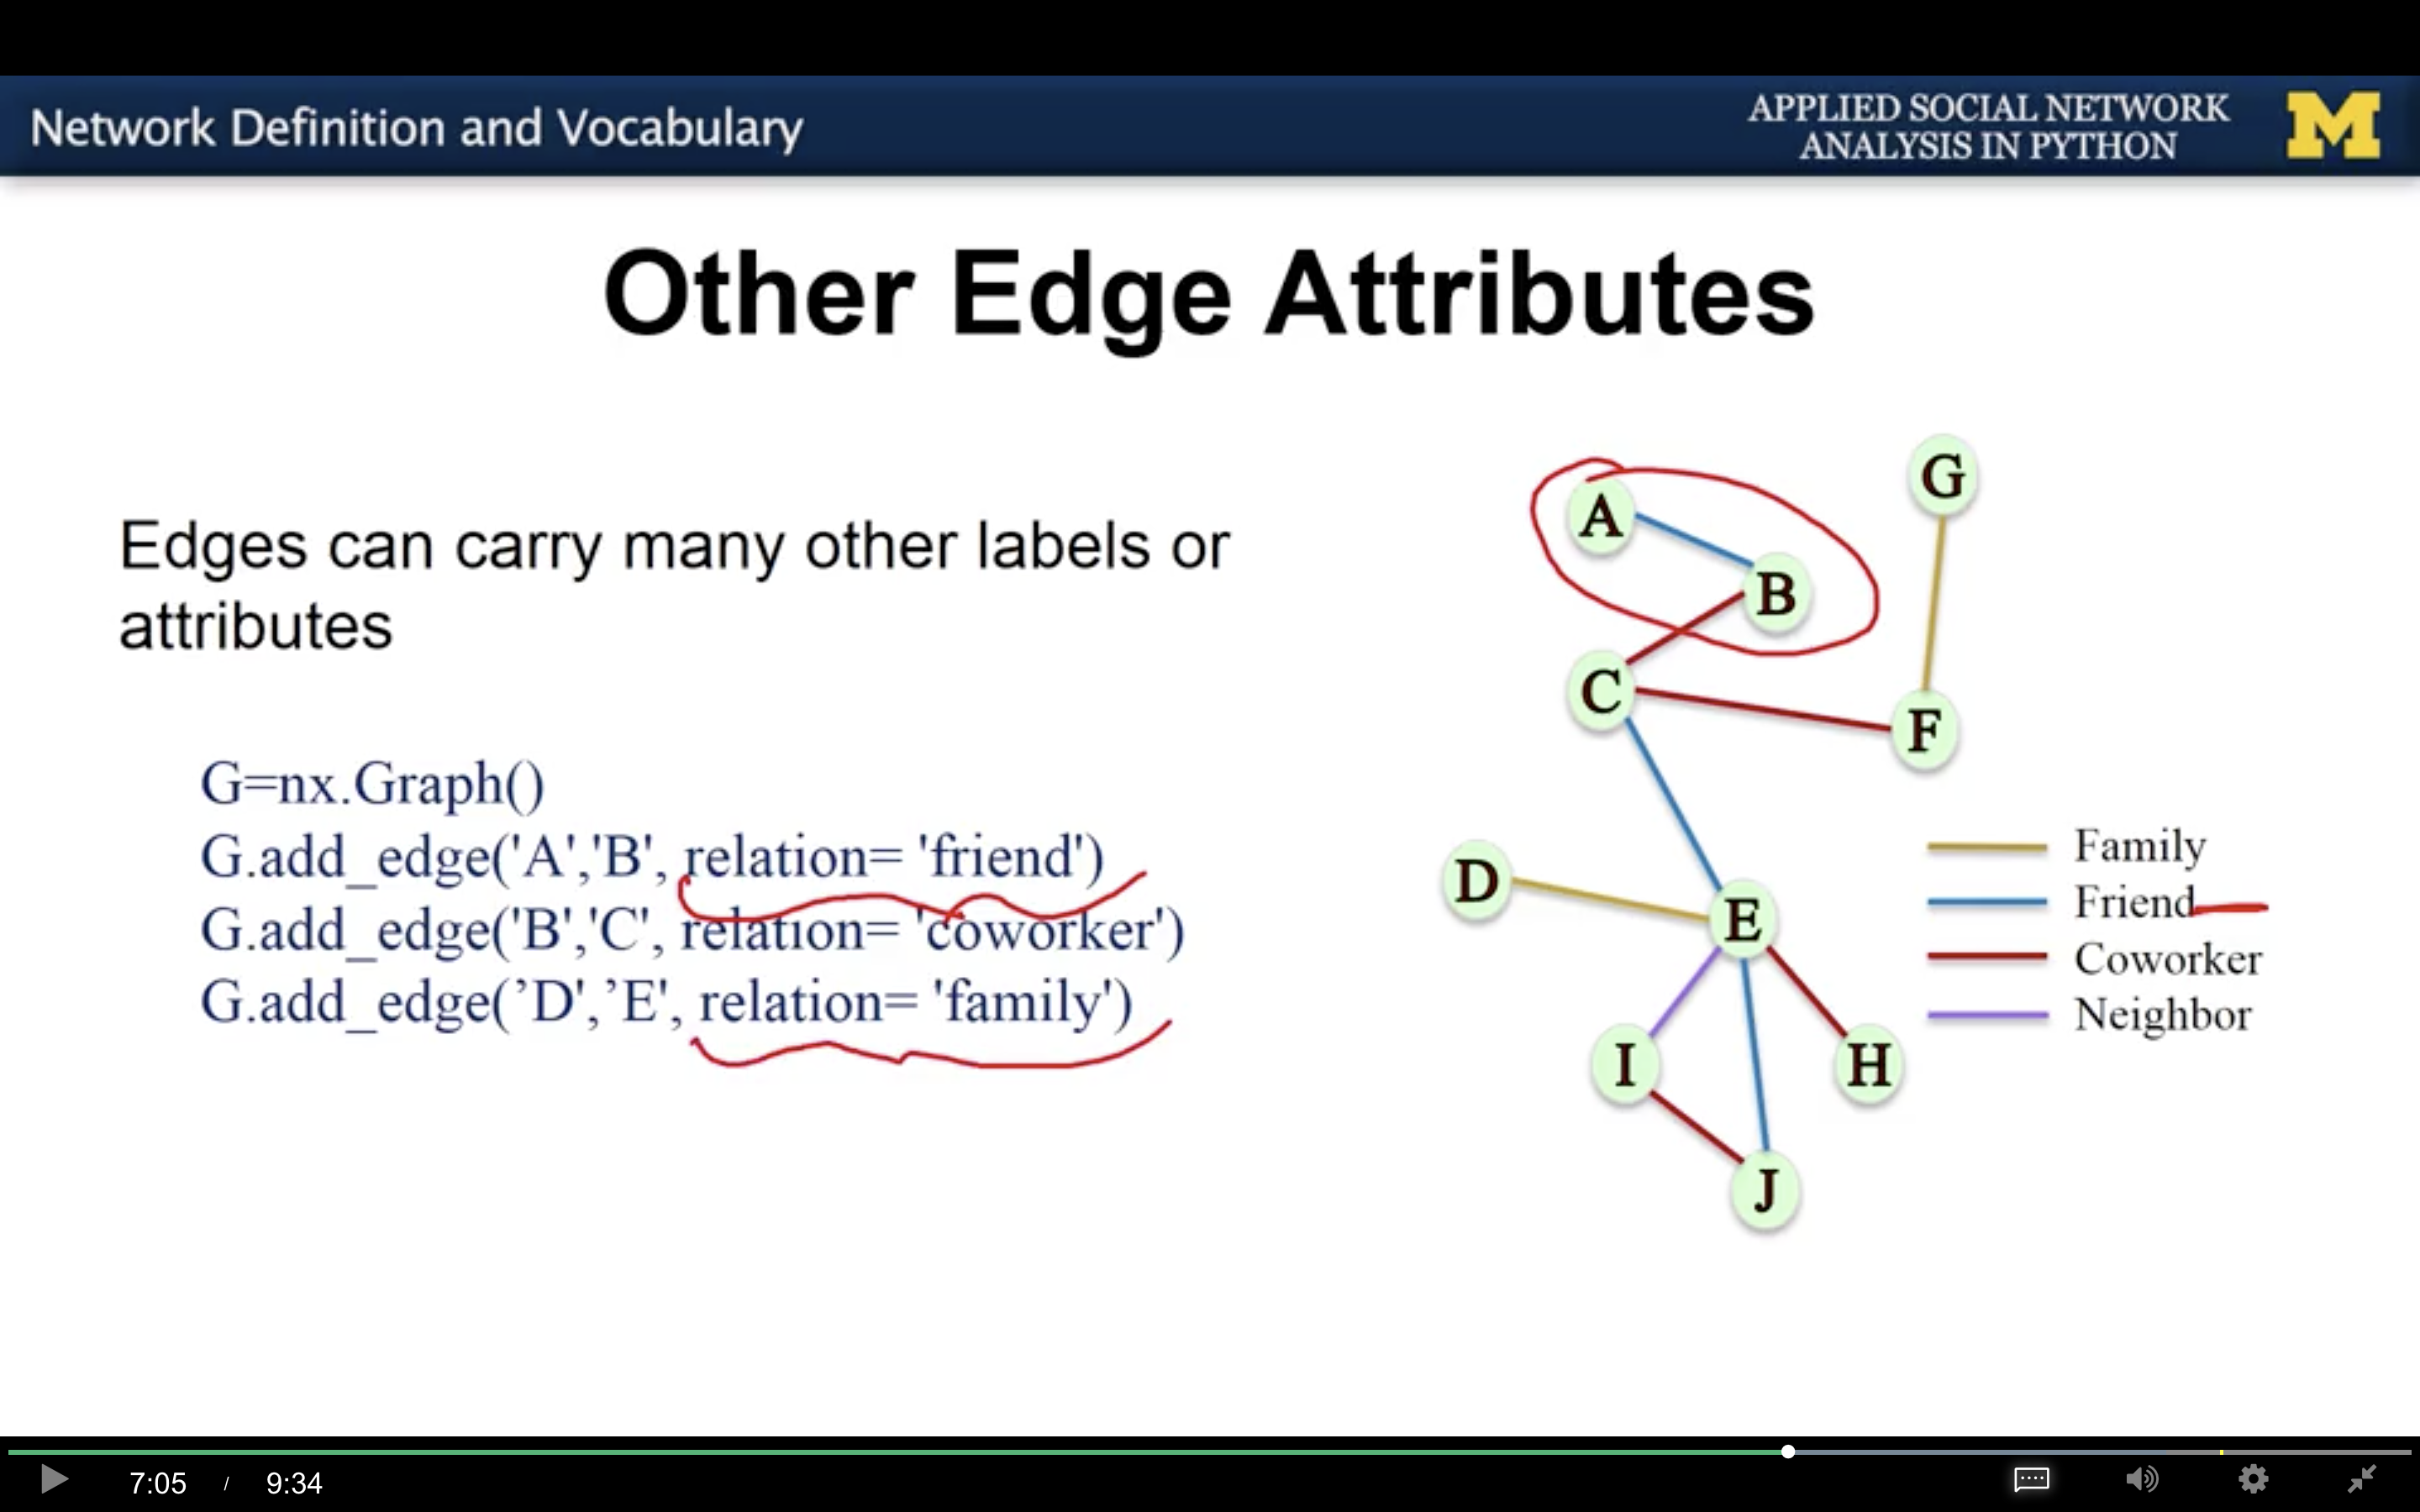 Network Definition and Vocabulary
APPLIED SOCIAL NETWORK
ANALYSIS IN PYTHON
M
Other Edge Attributes
Edges can carry many other labels or
attributes
G=nx.Graph()
G.add_edge('A','B', relation= 'friend')
G.add_edge('B','C', relation= 'coworker')
G.add_edge(’D',’E', relation= 'family')
A
B
G
C
F
D
E
I
H
J
Family
Friend
Coworker
Neighbor
7:05 / 9:34